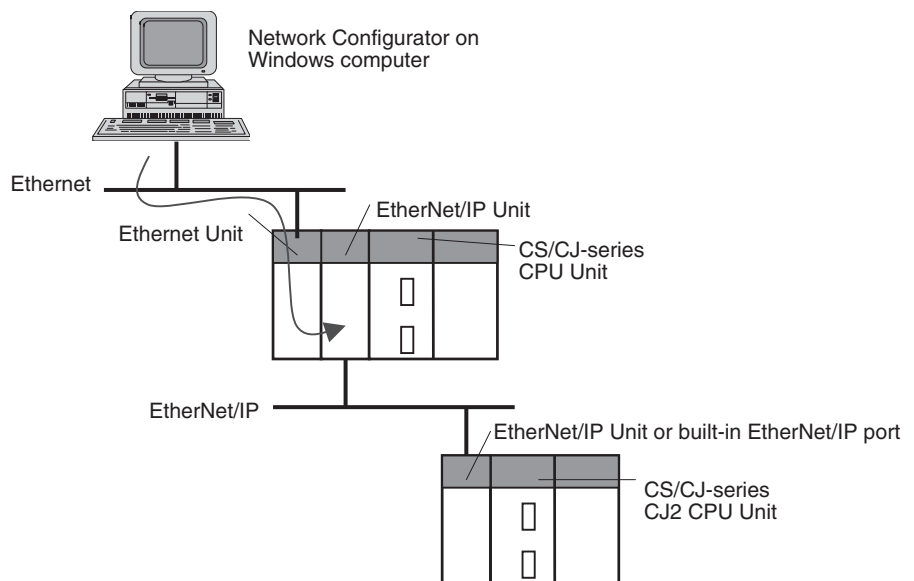 Network Configurator on
Windows computer
Ethernet
EtherNet/IP Unit
Ethernet Unit
CS/CJ-series
CPU Unit
EtherNet/IP
EtherNet/IP Unit or built-in EtherNet/IP port
CS/CJ-series
CJ2 CPU Unit